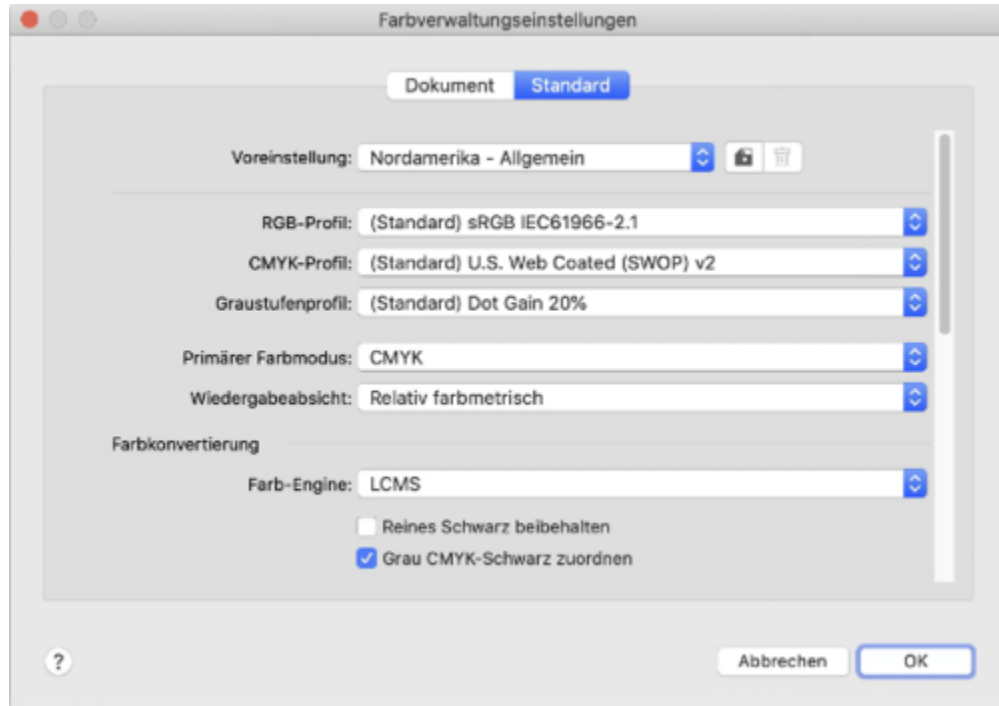 Farbverwaltungseinstellungen
Dokument Standard
Voreinstellung: Nordamerika - Allgemein
RGB-Profil: (Standard) sRGB IEC61966-2.1
CMYK-Profil: (Standard) U.S. Web Coated (SWOP) v2
Graustufenprofil: (Standard) Dot Gain 20%
Primärer Farbmodus: CMYK
Wiedergabeabsicht: Relativ farbmetrisch
Farbkonvertierung
Farb-Engine: LCMS
Reines Schwarz beibehalten
Grau CMYK-Schwarz zuordnen
? Abbrechen OK